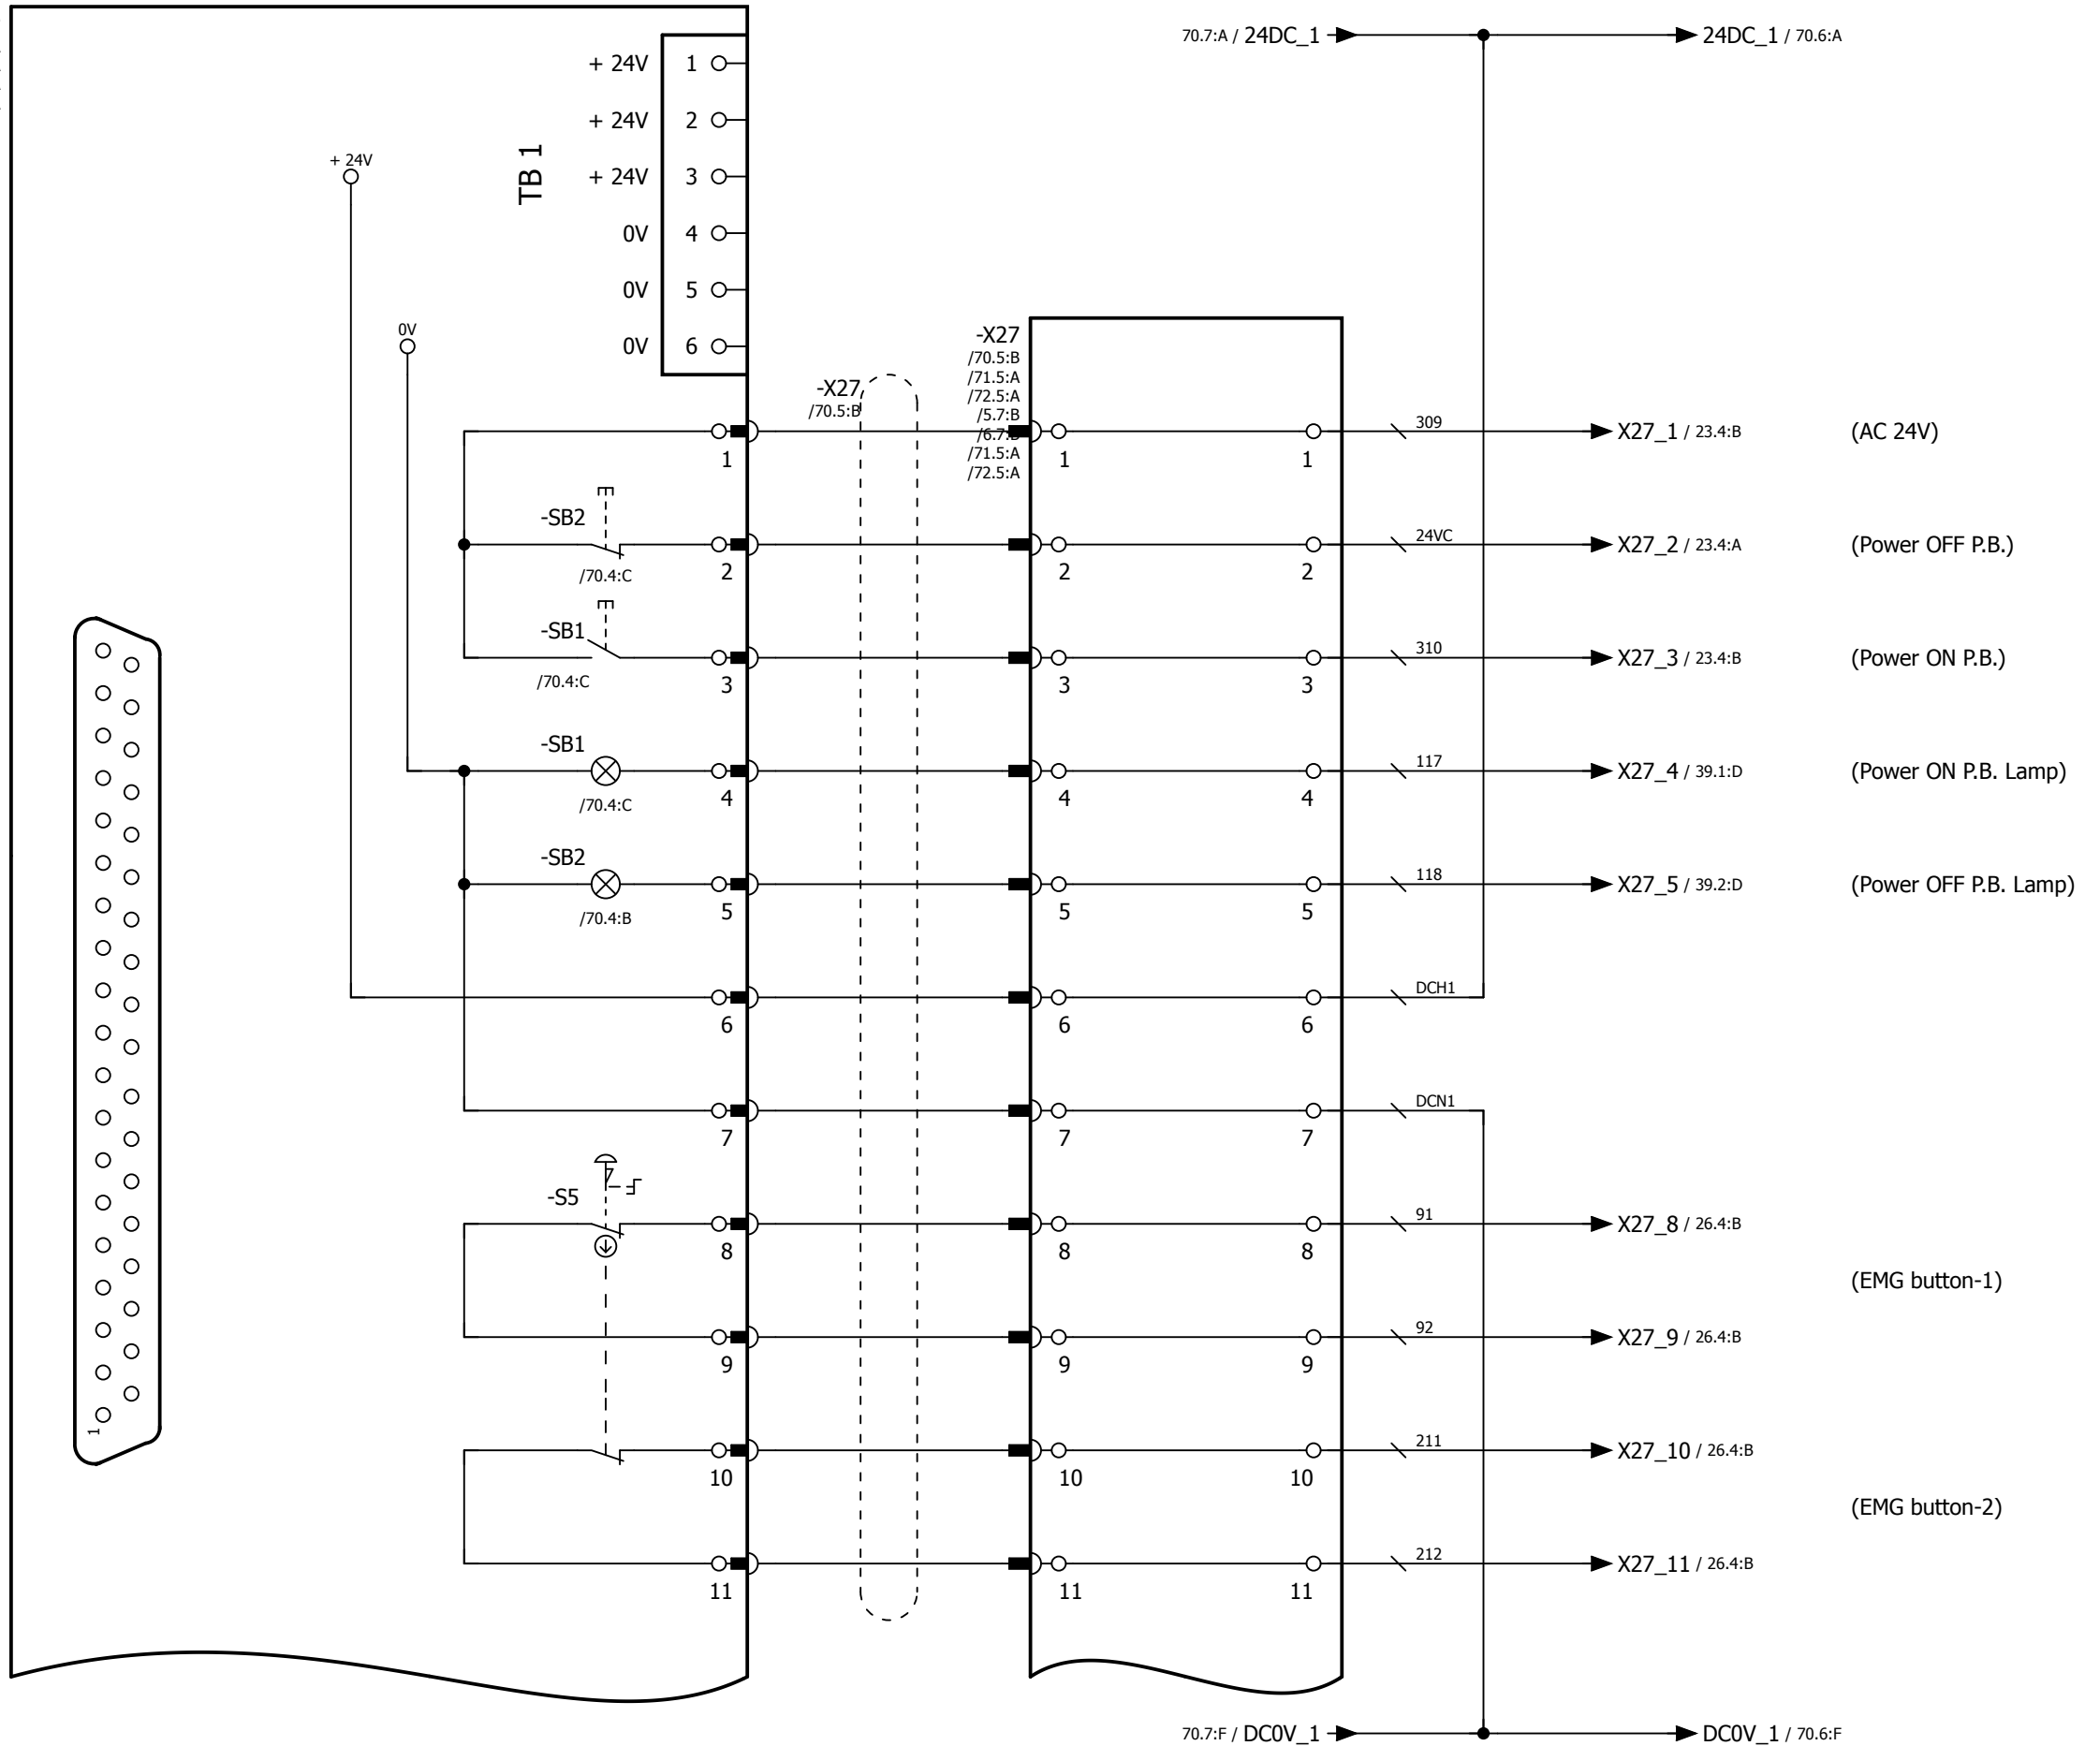 70.7:A / 24DC_1
24DC_1 / 70.6:A
TB 1
+ 24V 1
+ 24V 2
+ 24V 3
0V 4
0V 5
0V 6
+ 24V
0V
-X27
/70.5:B
-X27
/70.5:B
/71.5:A
/72.5:A
/5.7:B
/71.5:A
/72.5:A
1 1 1 309 X27_1 / 23.4:B (AC 24V)
-SB2
/70.4:C
2 2 2 24VC X27_2 / 23.4:A (Power OFF P.B.)
-SB1
/70.4:C
3 3 3 310 X27_3 / 23.4:B (Power ON P.B.)
-SB1
/70.4:C
4 4 4 117 X27_4 / 39.1:D (Power ON P.B. Lamp)
-SB2
/70.4:B
5 5 5 118 X27_5 / 39.2:D (Power OFF P.B. Lamp)
6 6 6 DCH1
7 7 7 DCN1
-S5
8 8 8 91 X27_8 / 26.4:B
(EMG button-1)
9 9 9 92 X27_9 / 26.4:B
1
10 10 10 211 X27_10 / 26.4:B
(EMG button-2)
11 11 11 212 X27_11 / 26.4:B
70.7:F / DC0V_1
DC0V_1 / 70.6:F